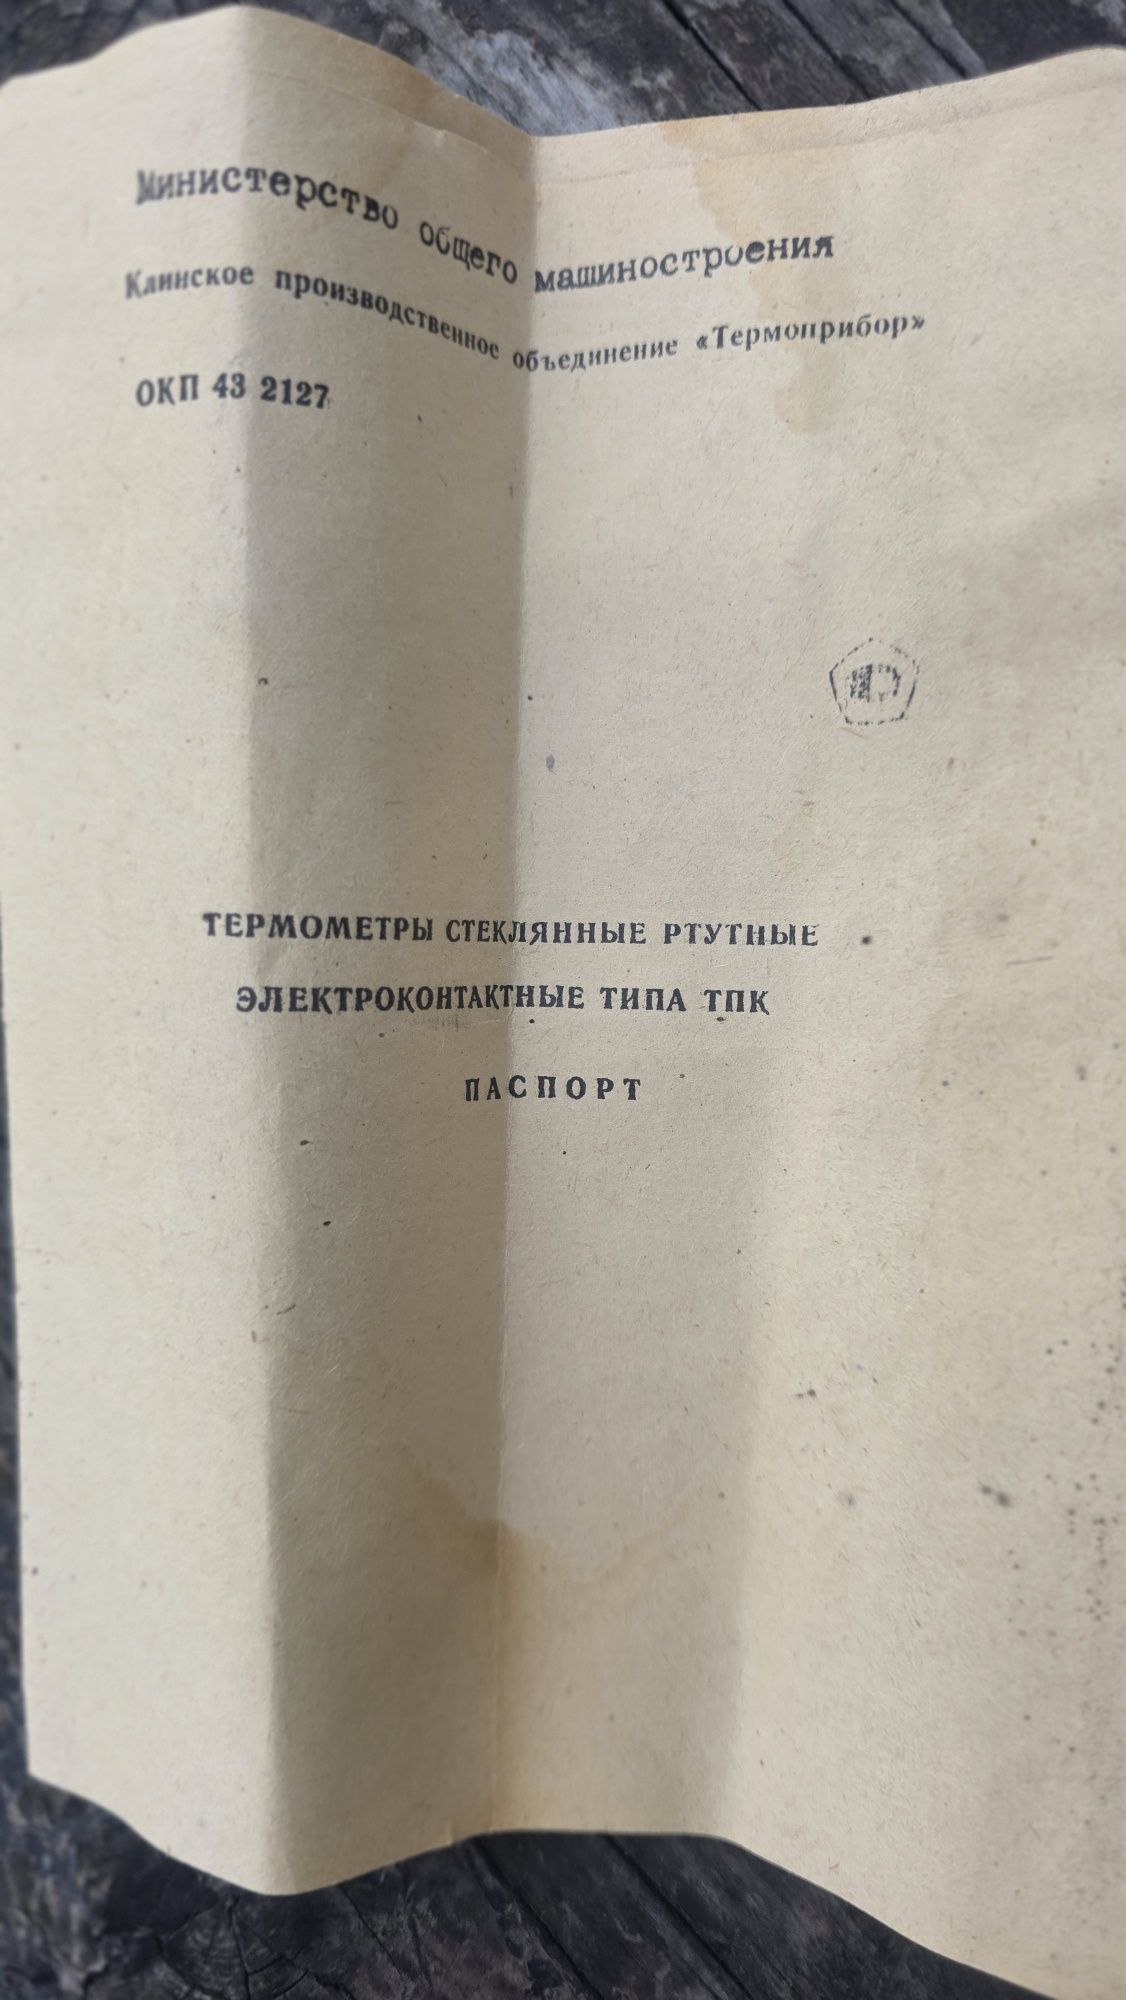 Министерство общего машиностроения
Клинское производственное объединение «Термоприбор»
ОКП 43 2127
ТЕРМОМЕТРЫ СТЕКЛЯННЫЕ РТУТНЫЕ
ЭЛЕКТРОКОНТАКТНЫЕ ТИПА ТПК
ПАСПОРТ